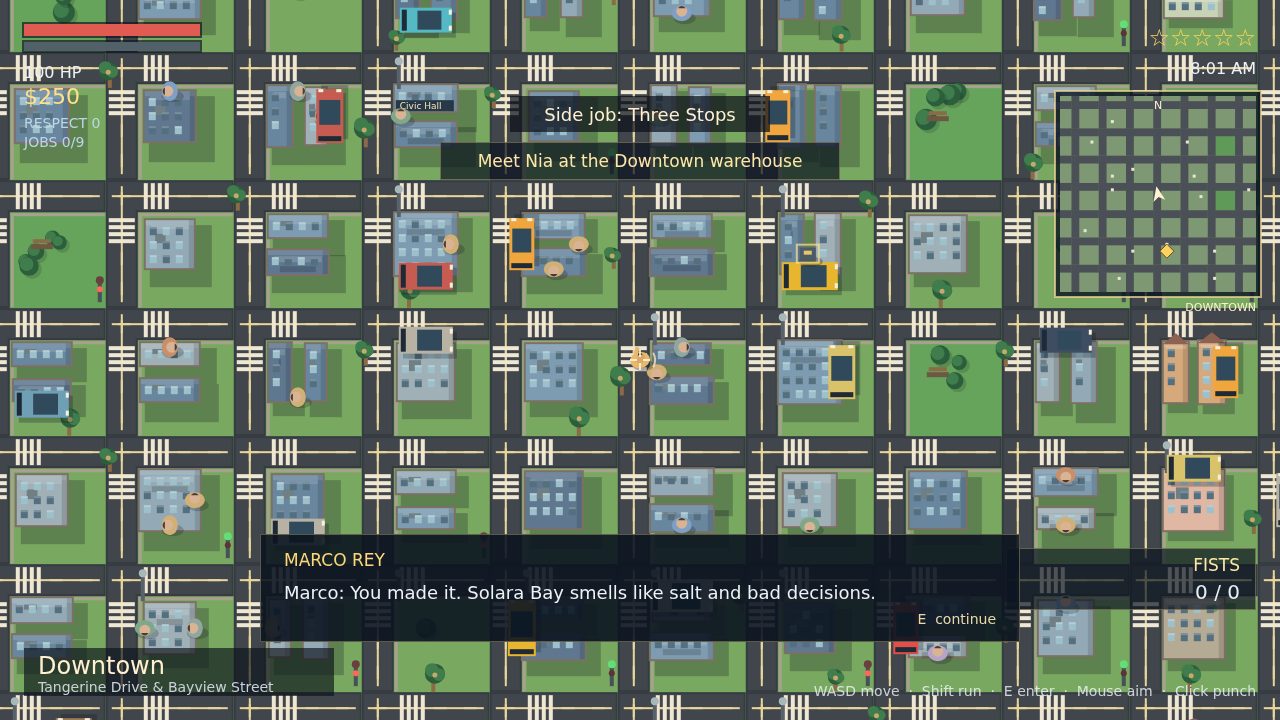 100 HP
$250
RESPECT 0
JOBS 0/9
Civic Hall
Side job: Three Stops
Meet Nia at the Downtown warehouse
☆☆☆☆☆
8:01 AM
N
DOWNTOWN
MARCO REY
Marco: You made it. Solara Bay smells like salt and bad decisions.
E continue
FISTS
0 / 0
Downtown
Tangerine Drive & Bayview Street
WASD move · Shift run · E enter · Mouse aim · Click punch